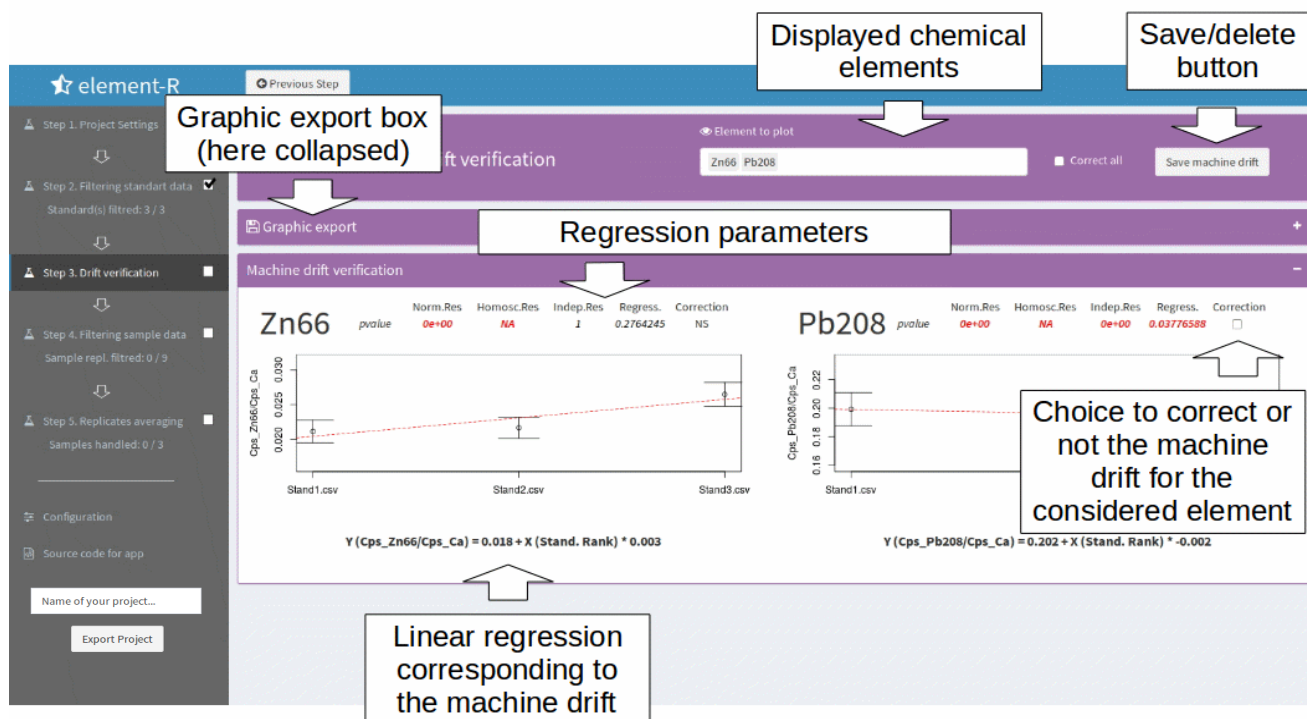 Displayed chemical
elements
Save/delete
button
element-R
Previous Step
Graphic export box
(here collapsed)
Step 1. Project Settings
Step 2. Filtering standart data
Standard(s) filtred: 3 / 3
Step 3. Drift verification
Step 4. Filtering sample data
Sample repl. filtred: 0 / 9
Step 5. Replicates averaging
Samples handled: 0 / 3
Configuration
Source code for app
Name of your project...
Export Project
ft verification
Element to plot
Zn66 Pb208
Correct all
Save machine drift
Graphic export
+
Regression parameters
Machine drift verification
-
Zn66
Norm.Res Homosc.Res Indep.Res Regress. Correction
pvalue 0e+00 NA 1 0.2764245 NS
Cps_Zn66/Cps_Ca
0.030
0.025
0.020
Stand1.csv Stand2.csv Stand3.csv
Y (Cps_Zn66/Cps_Ca) = 0.018 + X (Stand. Rank) * 0.003
Pb208
Norm.Res Homosc.Res Indep.Res Regress. Correction
pvalue 0e+00 NA 0e+00 0.03776588
Cps_Pb208/Cps_Ca
0.22
0.20
0.18
0.16
Stand1.csv
Y (Cps_Pb208/Cps_Ca) = 0.202 + X (Stand. Rank) * -0.002
Choice to correct or
not the machine
drift for the
considered element
Linear regression
corresponding to
the machine drift